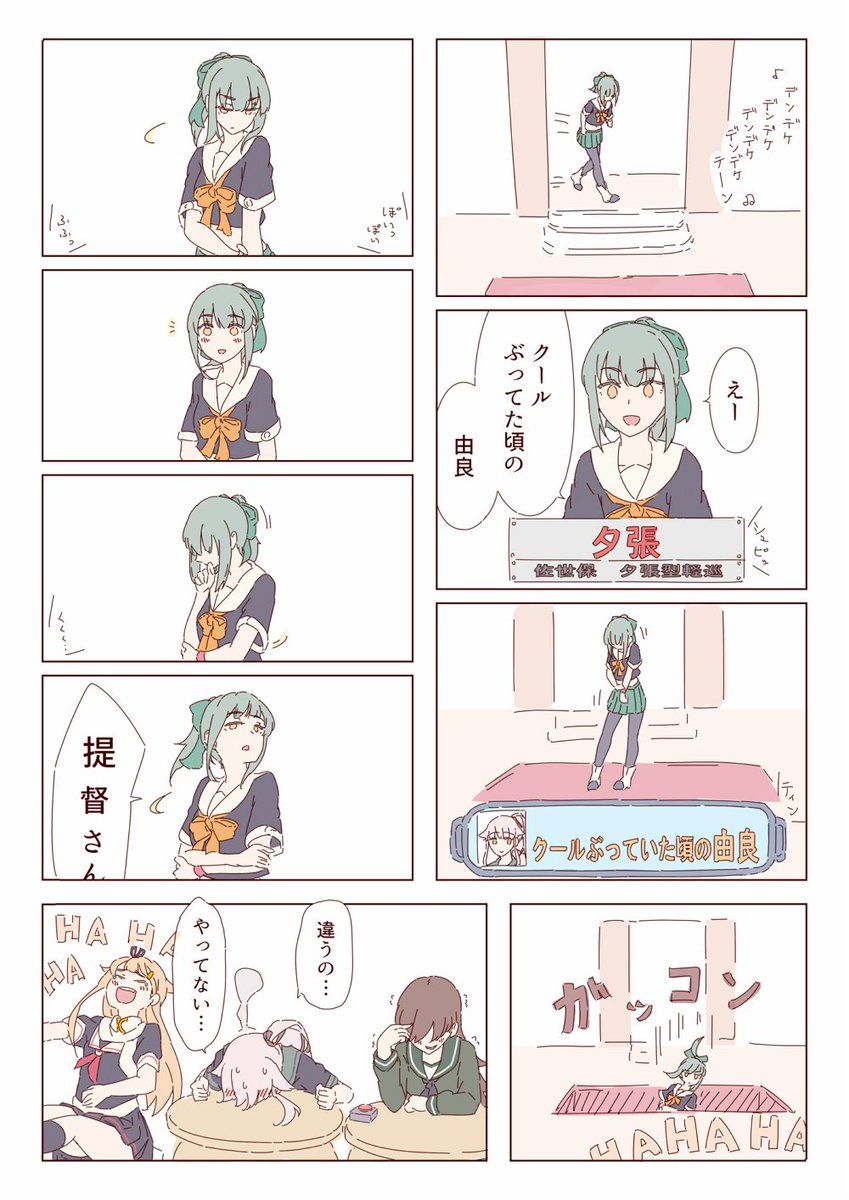 ♪
デンデケ
デンデケ
デンデケ
デンデケ
テーン
♫
えー
クール
ぶってた頃の
由良
シュピッ
夕張
佐世保 夕張型軽巡
ティン
クールぶっていた頃の由良
ぽいっ
ぽい
ふふっ
くくく…
提督さん
ガッコン
HAHAHA
違うの…
やってない…
HA HA
HA